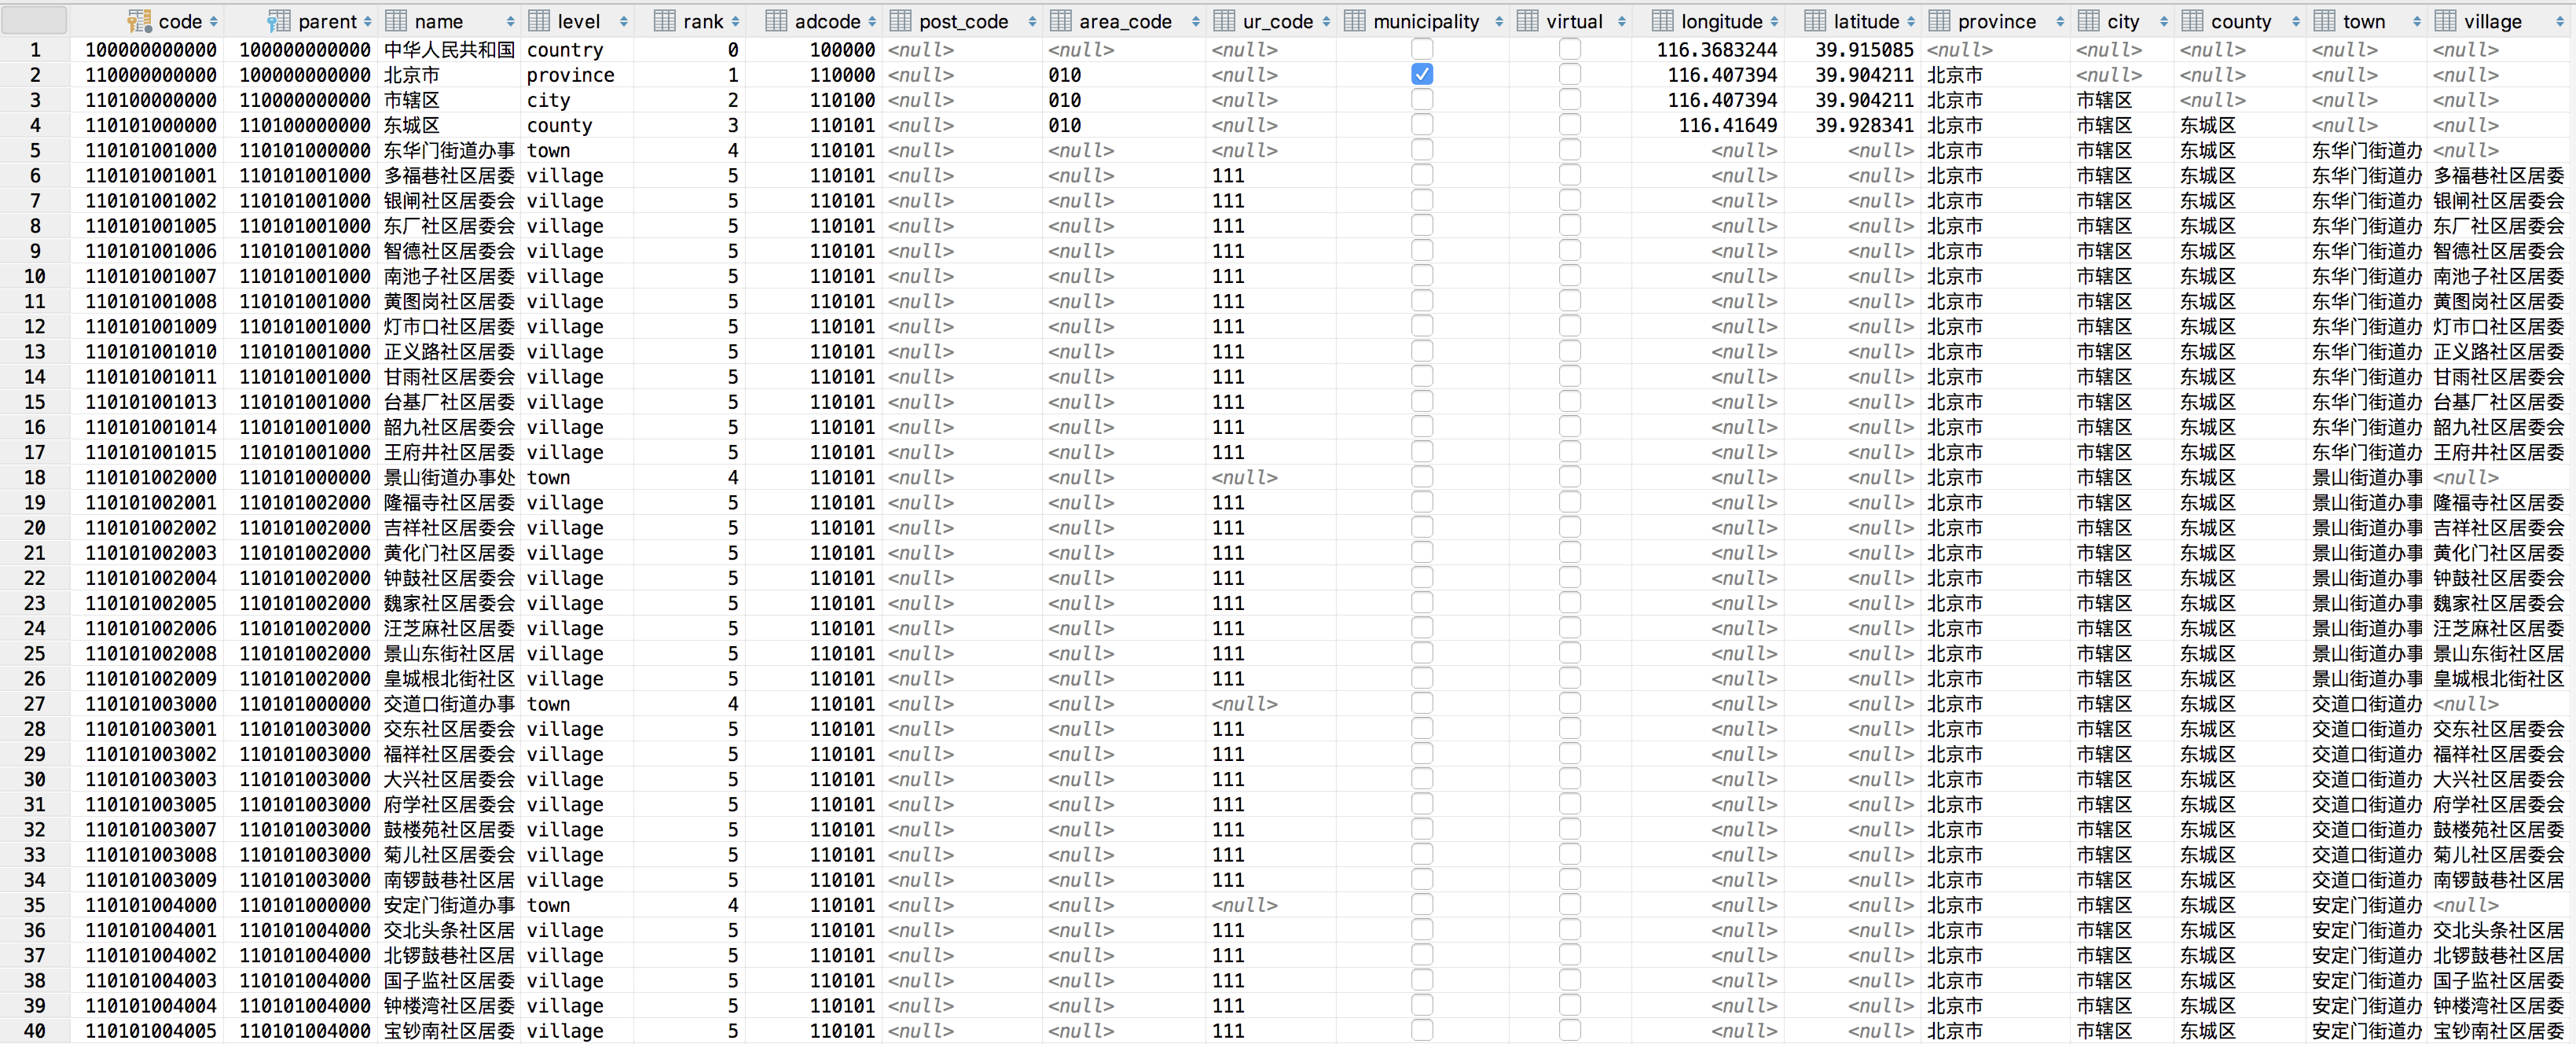 code parent name level rank adcode post_code area_code ur_code municipality virtual longitude latitude province city county town village
1 100000000000 100000000000 中华人民共和国 country 0 100000 <null> <null> <null> 116.3683244 39.915085 <null> <null> <null> <null> <null>
2 110000000000 100000000000 北京市 province 1 110000 <null> 010 <null> 116.407394 39.904211 北京市 <null> <null> <null> <null>
3 110100000000 110000000000 市辖区 city 2 110100 <null> 010 <null> 116.407394 39.904211 北京市 市辖区 <null> <null> <null>
4 110101000000 110100000000 东城区 county 3 110101 <null> 010 <null> 116.41649 39.928341 北京市 市辖区 东城区 <null> <null>
5 110101001000 110101000000 东华门街道办事 town 4 110101 <null> <null> <null> <null> <null> 北京市 市辖区 东城区 东华门街道办 <null>
6 110101001001 110101001000 多福巷社区居委 village 5 110101 <null> <null> 111 <null> <null> 北京市 市辖区 东城区 东华门街道办 多福巷社区居委
7 110101001002 110101001000 银闸社区居委会 village 5 110101 <null> <null> 111 <null> <null> 北京市 市辖区 东城区 东华门街道办 银闸社区居委会
8 110101001005 110101001000 东厂社区居委会 village 5 110101 <null> <null> 111 <null> <null> 北京市 市辖区 东城区 东华门街道办 东厂社区居委会
9 110101001006 110101001000 智德社区居委会 village 5 110101 <null> <null> 111 <null> <null> 北京市 市辖区 东城区 东华门街道办 智德社区居委会
10 110101001007 110101001000 南池子社区居委 village 5 110101 <null> <null> 111 <null> <null> 北京市 市辖区 东城区 东华门街道办 南池子社区居委
11 110101001008 110101001000 黄图岗社区居委 village 5 110101 <null> <null> 111 <null> <null> 北京市 市辖区 东城区 东华门街道办 黄图岗社区居委
12 110101001009 110101001000 灯市口社区居委 village 5 110101 <null> <null> 111 <null> <null> 北京市 市辖区 东城区 东华门街道办 灯市口社区居委
13 110101001010 110101001000 正义路社区居委 village 5 110101 <null> <null> 111 <null> <null> 北京市 市辖区 东城区 东华门街道办 正义路社区居委
14 110101001011 110101001000 甘雨社区居委会 village 5 110101 <null> <null> 111 <null> <null> 北京市 市辖区 东城区 东华门街道办 甘雨社区居委会
15 110101001013 110101001000 台基厂社区居委 village 5 110101 <null> <null> 111 <null> <null> 北京市 市辖区 东城区 东华门街道办 台基厂社区居委
16 110101001014 110101001000 韶九社区居委会 village 5 110101 <null> <null> 111 <null> <null> 北京市 市辖区 东城区 东华门街道办 韶九社区居委会
17 110101001015 110101001000 王府井社区居委 village 5 110101 <null> <null> 111 <null> <null> 北京市 市辖区 东城区 东华门街道办 王府井社区居委
18 110101002000 110101000000 景山街道办事处 town 4 110101 <null> <null> <null> <null> <null> 北京市 市辖区 东城区 景山街道办事 <null>
19 110101002001 110101002000 隆福寺社区居委 village 5 110101 <null> <null> 111 <null> <null> 北京市 市辖区 东城区 景山街道办事 隆福寺社区居委
20 110101002002 110101002000 吉祥社区居委会 village 5 110101 <null> <null> 111 <null> <null> 北京市 市辖区 东城区 景山街道办事 吉祥社区居委会
21 110101002003 110101002000 黄化门社区居委 village 5 110101 <null> <null> 111 <null> <null> 北京市 市辖区 东城区 景山街道办事 黄化门社区居委
22 110101002004 110101002000 钟鼓社区居委会 village 5 110101 <null> <null> 111 <null> <null> 北京市 市辖区 东城区 景山街道办事 钟鼓社区居委会
23 110101002005 110101002000 魏家社区居委会 village 5 110101 <null> <null> 111 <null> <null> 北京市 市辖区 东城区 景山街道办事 魏家社区居委会
24 110101002006 110101002000 汪芝麻社区居委 village 5 110101 <null> <null> 111 <null> <null> 北京市 市辖区 东城区 景山街道办事 汪芝麻社区居委
25 110101002008 110101002000 景山东街社区居 village 5 110101 <null> <null> 111 <null> <null> 北京市 市辖区 东城区 景山街道办事 景山东街社区居
26 110101002009 110101002000 皇城根北街社区 village 5 110101 <null> <null> 111 <null> <null> 北京市 市辖区 东城区 景山街道办事 皇城根北街社区
27 110101003000 110101000000 交道口街道办事 town 4 110101 <null> <null> <null> <null> <null> 北京市 市辖区 东城区 交道口街道办 <null>
28 110101003001 110101003000 交东社区居委会 village 5 110101 <null> <null> 111 <null> <null> 北京市 市辖区 东城区 交道口街道办 交东社区居委会
29 110101003002 110101003000 福祥社区居委会 village 5 110101 <null> <null> 111 <null> <null> 北京市 市辖区 东城区 交道口街道办 福祥社区居委会
30 110101003003 110101003000 大兴社区居委会 village 5 110101 <null> <null> 111 <null> <null> 北京市 市辖区 东城区 交道口街道办 大兴社区居委会
31 110101003005 110101003000 府学社区居委会 village 5 110101 <null> <null> 111 <null> <null> 北京市 市辖区 东城区 交道口街道办 府学社区居委会
32 110101003007 110101003000 鼓楼苑社区居委 village 5 110101 <null> <null> 111 <null> <null> 北京市 市辖区 东城区 交道口街道办 鼓楼苑社区居委
33 110101003008 110101003000 菊儿社区居委会 village 5 110101 <null> <null> 111 <null> <null> 北京市 市辖区 东城区 交道口街道办 菊儿社区居委会
34 110101003009 110101003000 南锣鼓巷社区居 village 5 110101 <null> <null> 111 <null> <null> 北京市 市辖区 东城区 交道口街道办 南锣鼓巷社区居
35 110101004000 110101000000 安定门街道办事 town 4 110101 <null> <null> <null> <null> <null> 北京市 市辖区 东城区 安定门街道办 <null>
36 110101004001 110101004000 交北头条社区居 village 5 110101 <null> <null> 111 <null> <null> 北京市 市辖区 东城区 安定门街道办 交北头条社区居
37 110101004002 110101004000 北锣鼓巷社区居 village 5 110101 <null> <null> 111 <null> <null> 北京市 市辖区 东城区 安定门街道办 北锣鼓巷社区居
38 110101004003 110101004000 国子监社区居委 village 5 110101 <null> <null> 111 <null> <null> 北京市 市辖区 东城区 安定门街道办 国子监社区居委
39 110101004004 110101004000 钟楼湾社区居委 village 5 110101 <null> <null> 111 <null> <null> 北京市 市辖区 东城区 安定门街道办 钟楼湾社区居委
40 110101004005 110101004000 宝钞南社区居委 village 5 110101 <null> <null> 111 <null> <null> 北京市 市辖区 东城区 安定门街道办 宝钞南社区居委